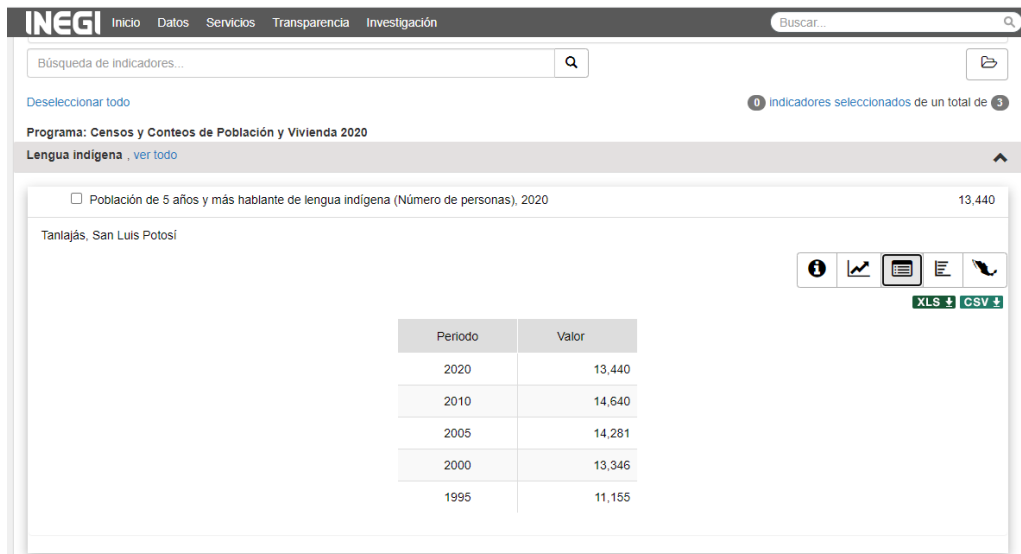 INEGI Inicio Datos Servicios Transparencia Investigación Buscar...
Búsqueda de indicadores...
Deseleccionar todo 0 indicadores seleccionados de un total de 3
Programa: Censos y Conteos de Población y Vivienda 2020
Lengua indígena , ver todo
Población de 5 años y más hablante de lengua indígena (Número de personas), 2020 13,440
Tanlajás, San Luis Potosí
XLS CSV
Periodo Valor
2020 13,440
2010 14,640
2005 14,281
2000 13,346
1995 11,155